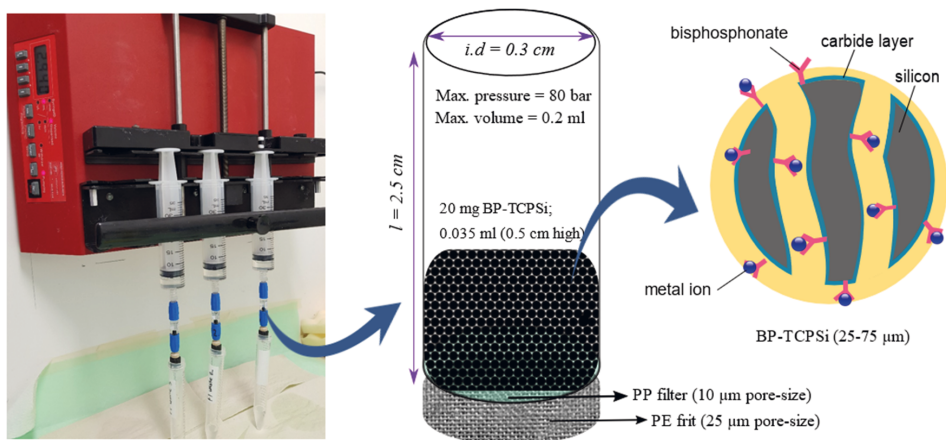 i.d = 0.3 cm
Max. pressure = 80 bar
Max. volume = 0.2 ml
l = 2.5 cm
20 mg BP-TCPSi;
0.035 ml (0.5 cm high)
PP filter (10 µm pore-size)
PE frit (25 µm pore-size)
bisphosphonate
carbide layer
silicon
metal ion
BP-TCPSi (25-75 µm)